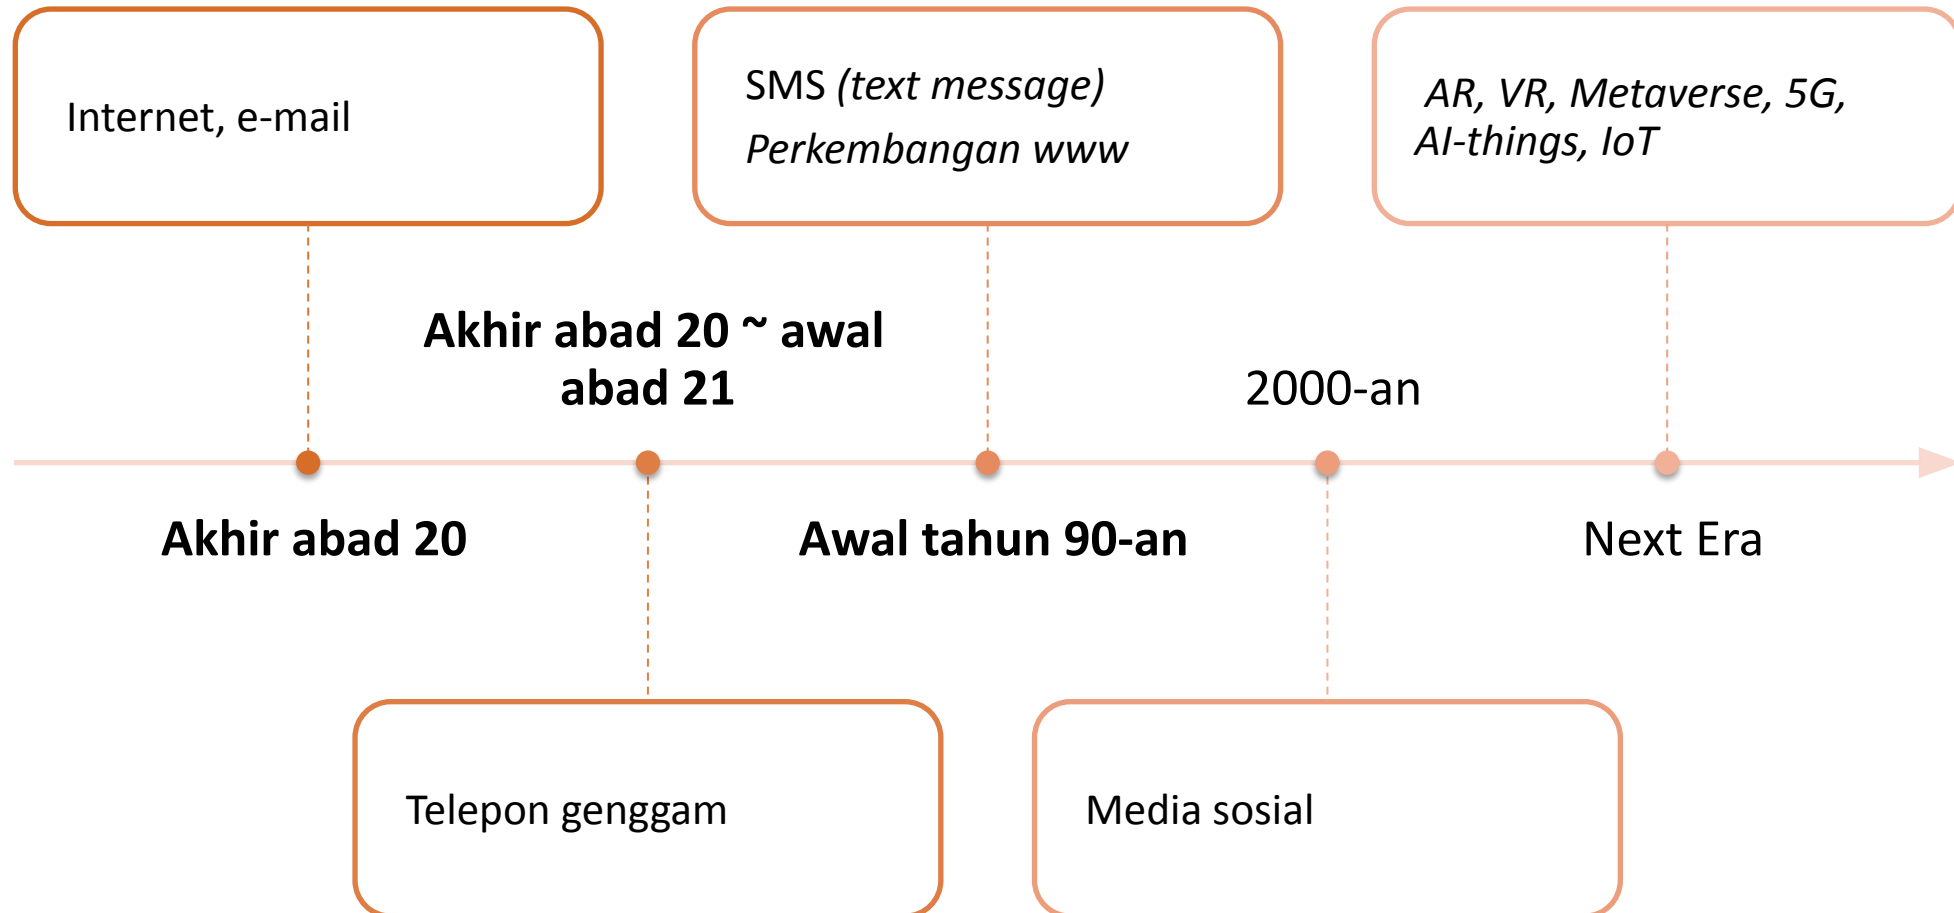 Internet, e-mail
SMS (text message)
Perkembangan www
AR, VR, Metaverse, 5G,
AI-things, IoT
Akhir abad 20 ~ awal
abad 21
2000-an
Akhir abad 20
Awal tahun 90-an
Next Era
Telepon genggam
Media sosial